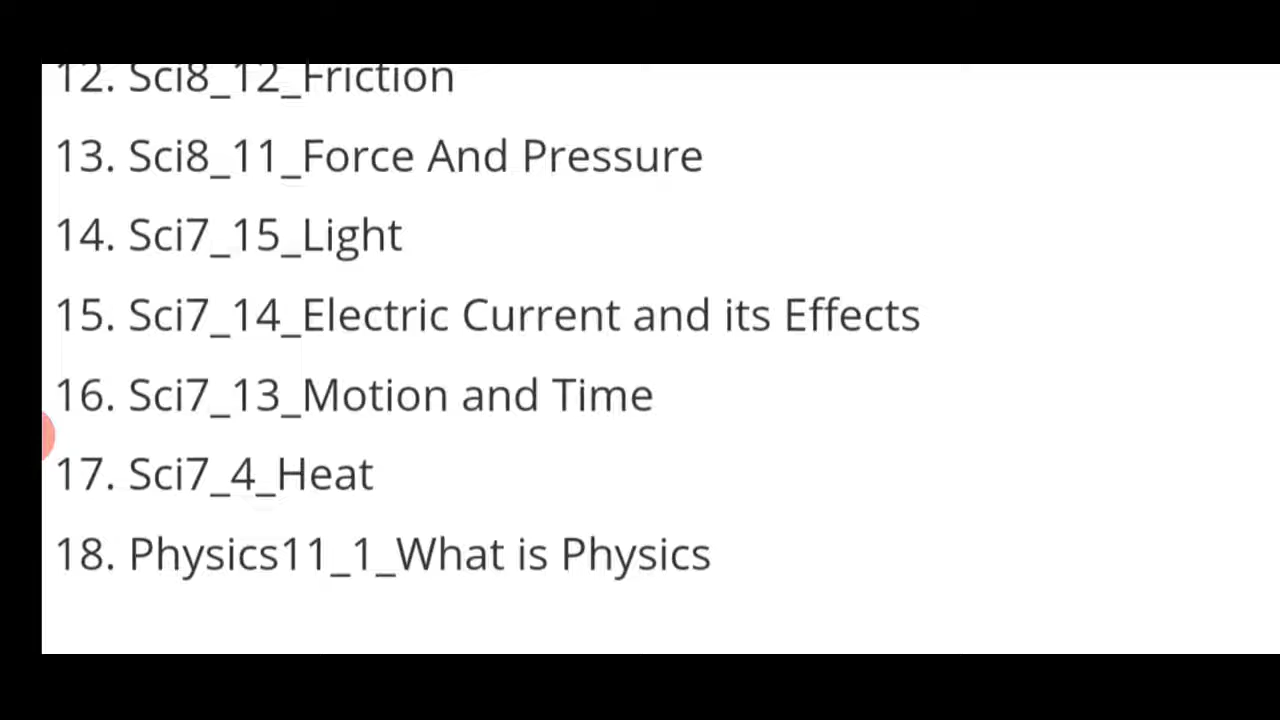 12. Sci8_12_Friction
13. Sci8_11_Force And Pressure
14. Sci7_15_Light
15. Sci7_14_Electric Current and its Effects
16. Sci7_13_Motion and Time
17. Sci7_4_Heat
18. Physics11_1_What is Physics